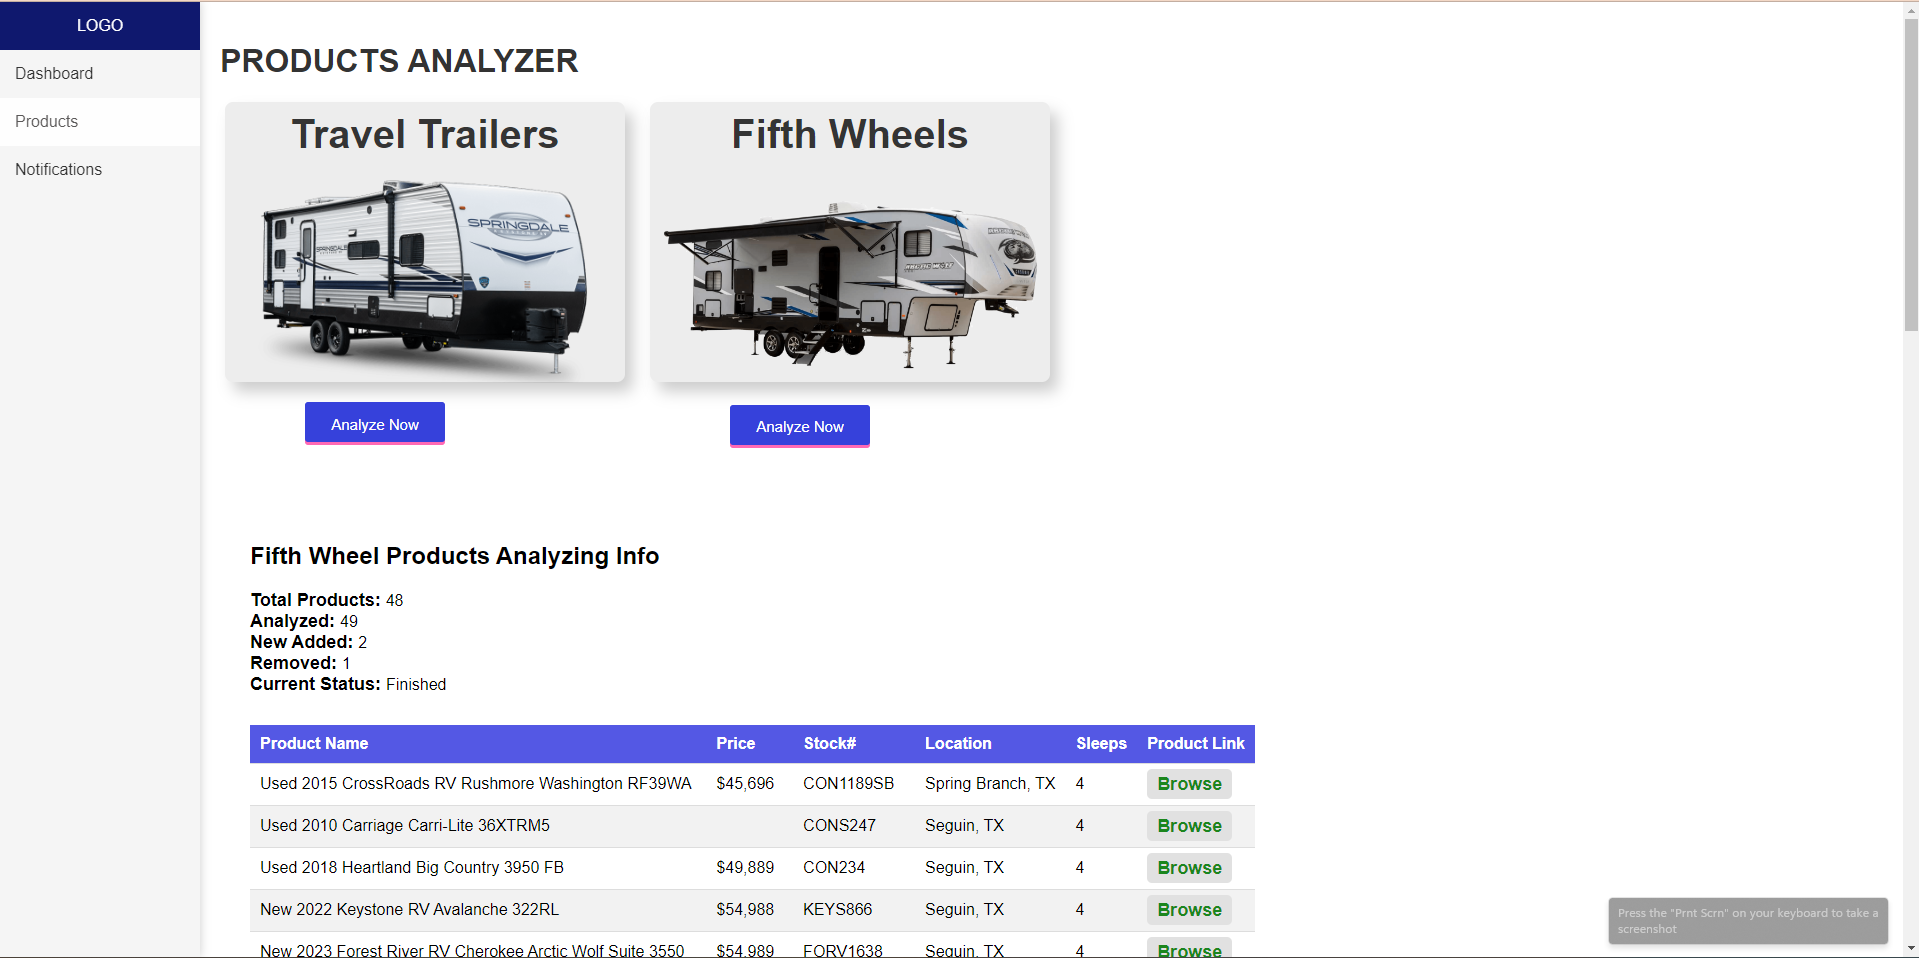 LOGO
Dashboard
Products
Notifications
PRODUCTS ANALYZER
Travel Trailers
SPRINGDALE
SPRINGDALE
Fifth Wheels
ARCTIC WOLF
Analyze Now
Analyze Now
Fifth Wheel Products Analyzing Info
Total Products: 48
Analyzed: 49
New Added: 2
Removed: 1
Current Status: Finished
Product Name Price Stock# Location Sleeps Product Link
Used 2015 CrossRoads RV Rushmore Washington RF39WA $45,696 CON1189SB Spring Branch, TX 4 Browse
Used 2010 Carriage Carri-Lite 36XTRM5 CONS247 Seguin, TX 4 Browse
Used 2018 Heartland Big Country 3950 FB $49,889 CON234 Seguin, TX 4 Browse
New 2022 Keystone RV Avalanche 322RL $54,988 KEYS866 Seguin, TX 4 Browse
New 2023 Forest River RV Cherokee Arctic Wolf Suite 3550 $54,989 FORV1638 Seguin, TX 4 Browse
Press the "Prnt Scrn" on your keyboard to take a
screenshot